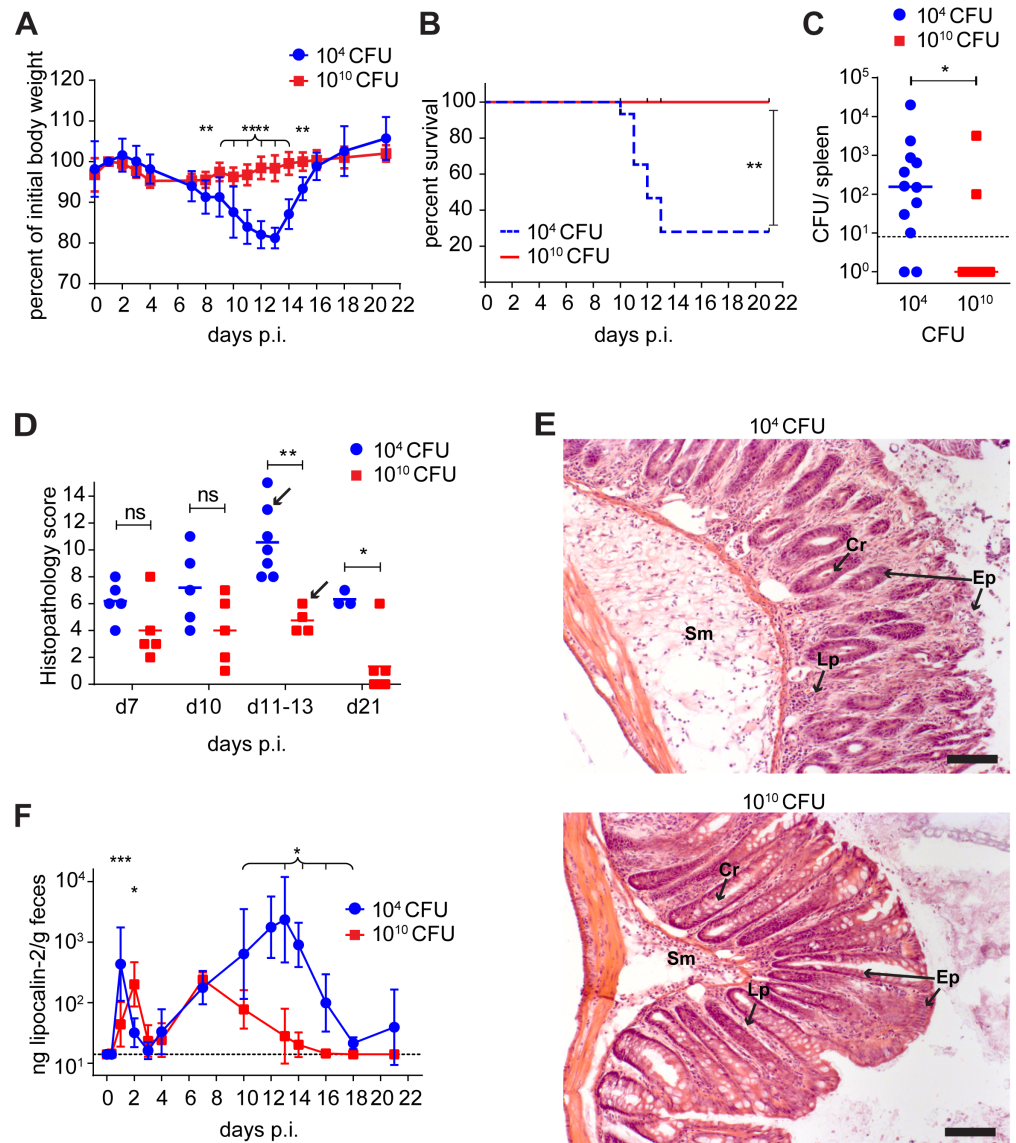 A
10⁴ CFU
10¹⁰ CFU
percent of inital body weight
120
110
100
90
80
70
** **** **
0 2 4 6 8 10 12 14 16 18 20 22
days p.i.
B
percent survival
100
80
60
40
20
**
10⁴ CFU
10¹⁰ CFU
0 2 4 6 8 10 12 14 16 18 20 22
days p.i.
C
10⁴ CFU
10¹⁰ CFU
*
CFU/ spleen
10⁵
10⁴
10³
10²
10¹
10⁰
10⁴ 10¹⁰
CFU
D
10⁴ CFU
10¹⁰ CFU
Histopathology score
14
12
10
8
6
4
2
0
ns ns ** *
d7 d10 d11-13 d21
days p.i.
E
10⁴ CFU
Cr
Ep
Sm
Lp
10¹⁰ CFU
Cr
Sm
Ep
Lp
F
*** * *
10⁴ CFU
10¹⁰ CFU
ng lipocalin-2/g feces
10⁴
10³
10²
10¹
0 2 4 6 8 10 12 14 16 18 20 22
days p.i.